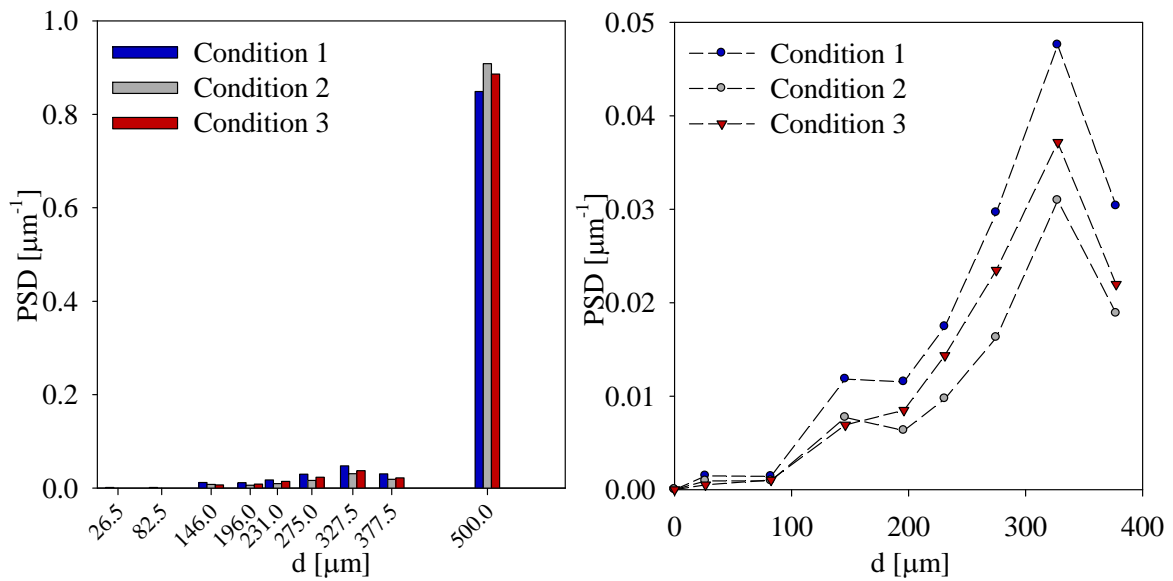 1.0
0.8
0.6
0.4
0.2
0.0
PSD [μm⁻¹]
Condition 1
Condition 2
Condition 3
26.5
82.5
146.0
196.0
231.0
275.0
327.5
377.5
500.0
d [μm]
0.05
0.04
0.03
0.02
0.01
0.00
PSD [μm⁻¹]
Condition 1
Condition 2
Condition 3
0
100
200
300
400
d [μm]